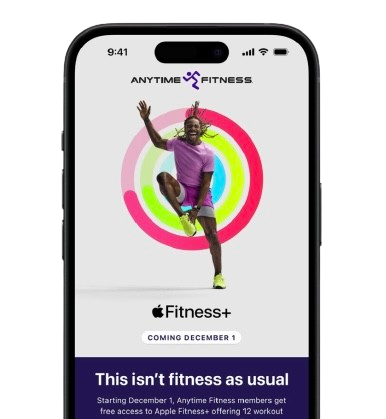 9:41
ANYTIME FITNESS
Fitness+
COMING DECEMBER 1
This isn't fitness as usual
Starting December 1, Anytime Fitness members get
free access to Apple Fitness+ offering 12 workout